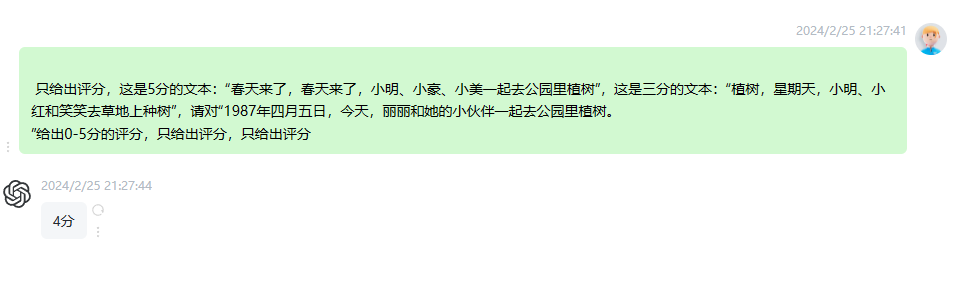 2024/2/25 21:27:41
只给出评分，这是5分的文本：“春天来了，春天来了，小明、小豪、小美一起去公园里植树”，这是三分的文本：“植树，星期天，小明、小
红和笑笑去草地上种树”，请对“1987年四月五日，今天，丽丽和她的小伙伴一起去公园里植树。
”给出0-5分的评分，只给出评分，只给出评分
2024/2/25 21:27:44
4分